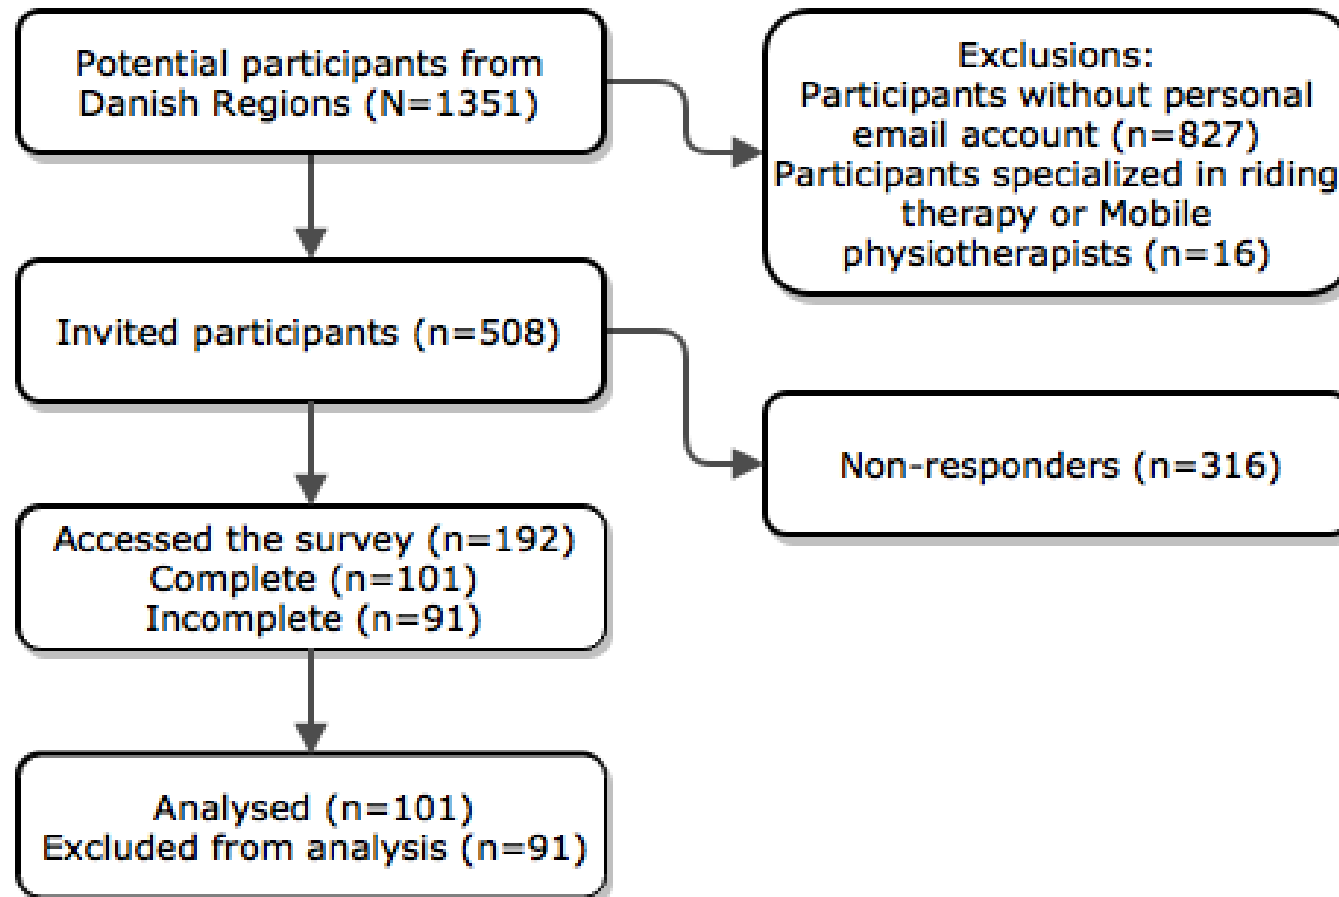 Potential participants from
Danish Regions (N=1351)
Exclusions:
Participants without personal
email account (n=827)
Participants specialized in riding
therapy or Mobile
physiotherapists (n=16)
Invited participants (n=508)
Non-responders (n=316)
Accessed the survey (n=192)
Complete (n=101)
Incomplete (n=91)
Analysed (n=101)
Excluded from analysis (n=91)